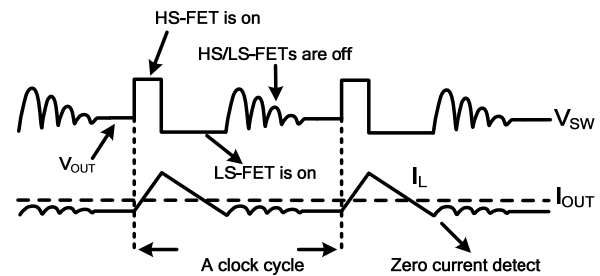 HS-FET is on
HS/LS-FETs are off
VSW
VOUT
LS-FET is on
IL
IOUT
A clock cycle
Zero current detect